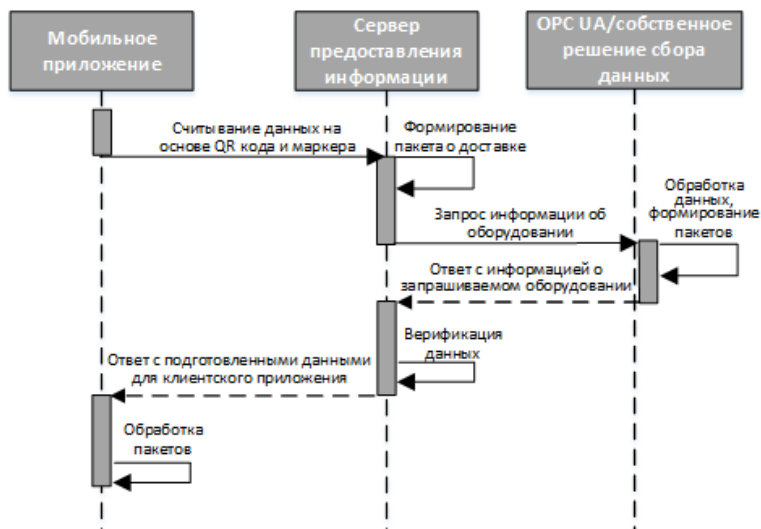 Мобильное
приложение
Сервер
предоставления
информации
OPC UA/собственное
решение сбора
данных
Считывание данных на
основе QR кода и маркера
Формирование
пакета о доставке
Обработка
данных,
формирование
пакетов
Запрос информации об
оборудовании
Ответ с информацией о
запрашиваемом оборудовании
Верификация
данных
Ответ с подготовленными данными
для клиентского приложения
Обработка
пакетов